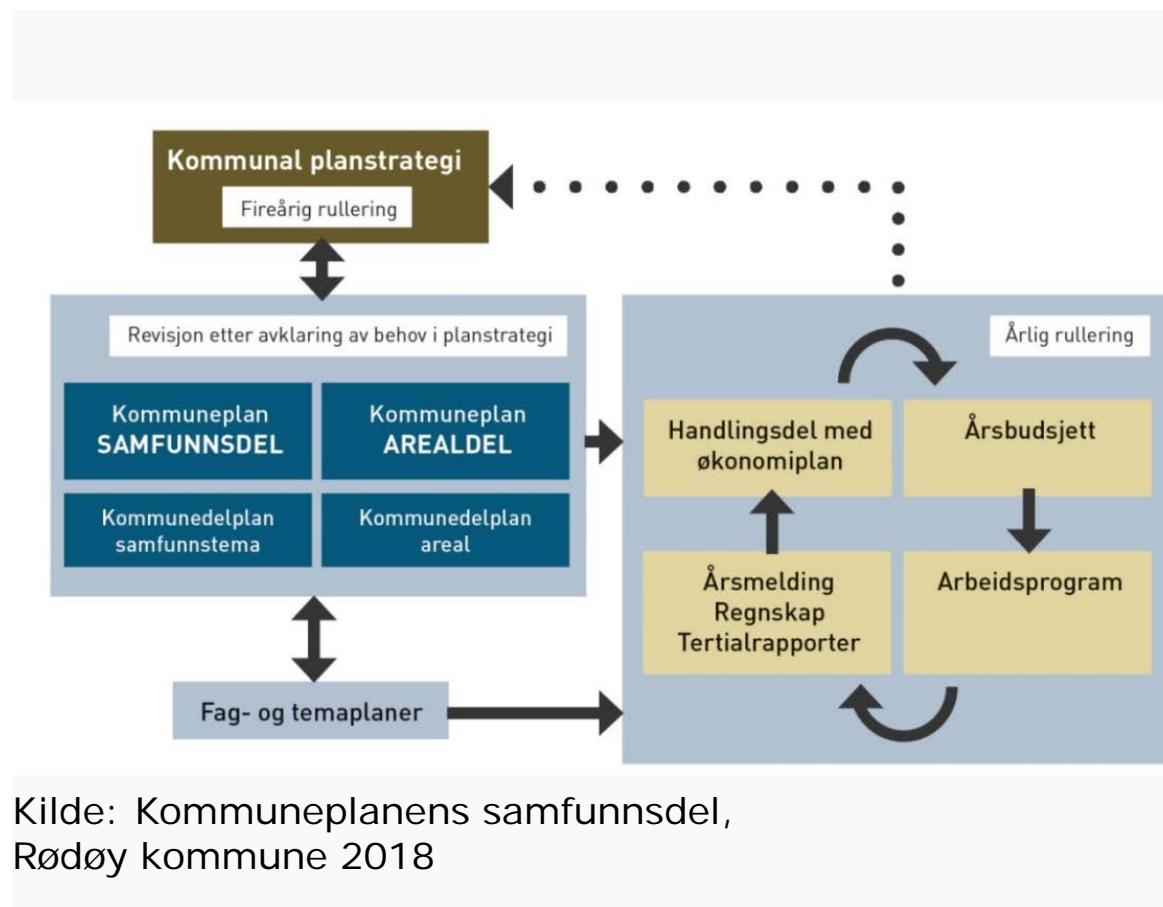 Kommunal planstrategi
Fireårig rullering
Revisjon etter avklaring av behov i planstrategi
Kommuneplan
SAMFUNNSDEL
Kommuneplan
AREALDEL
Kommunedelplan
samfunnstema
Kommunedelplan
areal
Fag- og temaplaner
Årlig rullering
Handlingsdel med
økonomiplan
Årsbudsjett
Årsmelding
Regnskap
Tertialrapporter
Arbeidsprogram
Kilde: Kommuneplanens samfunnsdel,
Rødøy kommune 2018